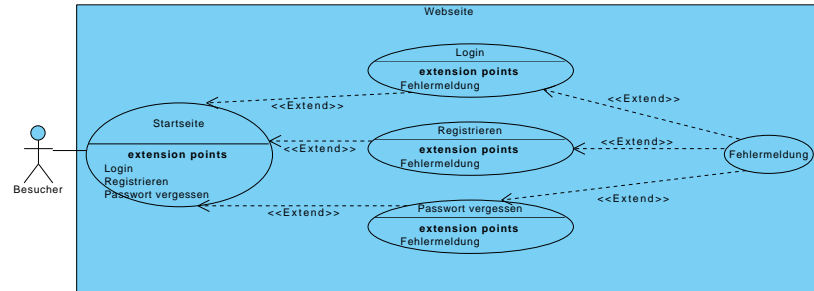 Webseite
Login
extension points
Fehlermeldung
<<Extend>>
<<Extend>>
Startseite
extension points
Login
Registrieren
Passwort vergessen
Besucher
Registrieren
extension points
Fehlermeldung
<<Extend>>
<<Extend>>
Fehlermeldung
Passwort vergessen
extension points
Fehlermeldung
<<Extend>>
<<Extend>>